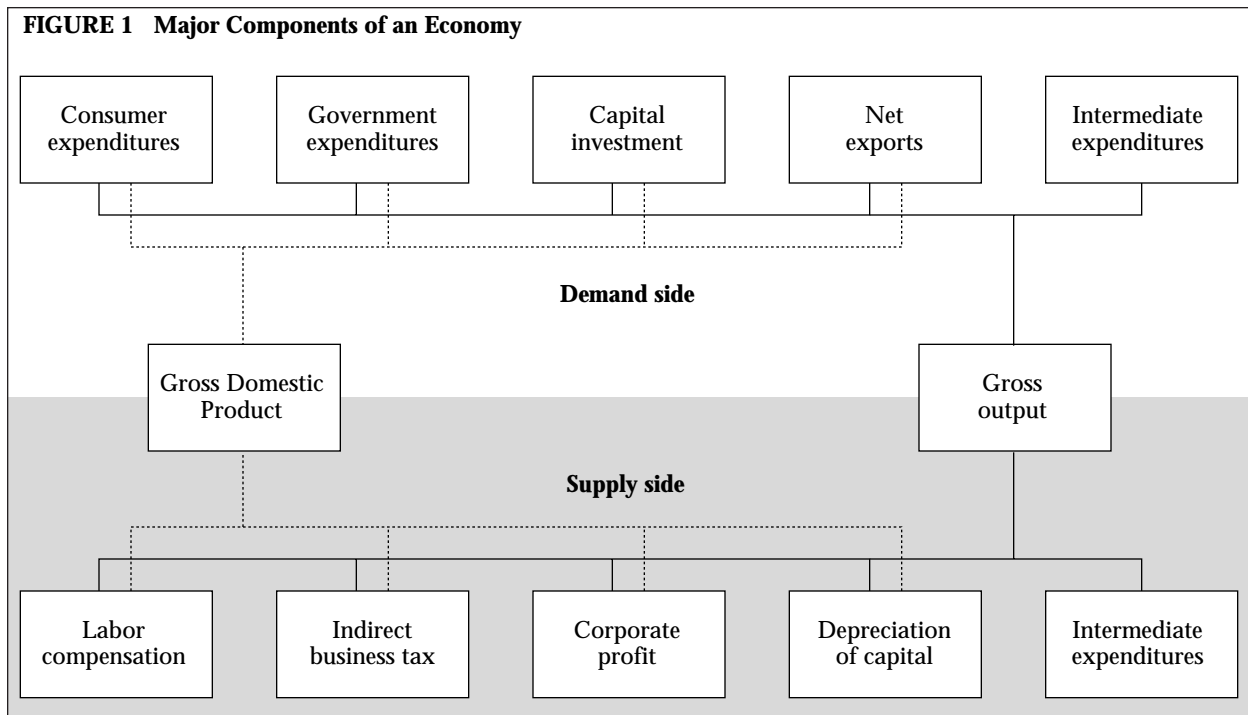 FIGURE 1 Major Components of an Economy
Consumer
expenditures
Government
expenditures
Capital
investment
Net
exports
Intermediate
expenditures
Demand side
Gross Domestic
Product
Gross
output
Supply side
Labor
compensation
Indirect
business tax
Corporate
profit
Depreciation
of capital
Intermediate
expenditures